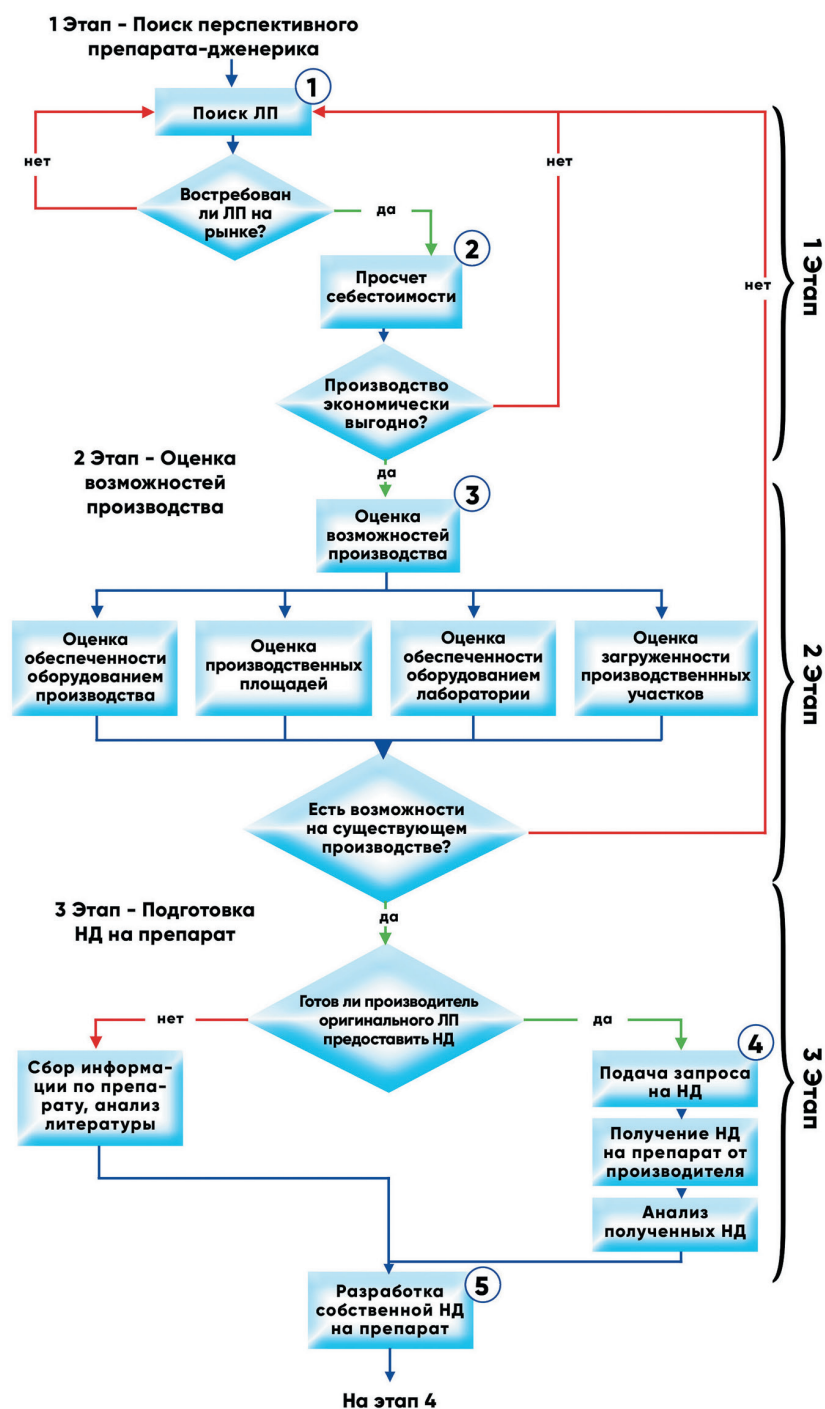 1 Этап - Поиск перспективного
препарата-дженерика
1
Поиск ЛП
нет
нет
Востребован
ли ЛП на
рынке?
да
2
Просчет
себестоимости
нет
1 Этап
Производство
экономически
выгодно?
2 Этап - Оценка
возможностей
производства
да
3
Оценка
возможностей
производства
Оценка
обеспеченности
оборудованием
производства
Оценка
производственных
площадей
Оценка
обеспеченности
оборудованием
лаборатории
Оценка
загруженности
производственнных
участков
2 Этап
Есть возможности
на существующем
производстве?
3 Этап - Подготовка
НД на препарат
да
Готов ли производитель
оригинального ЛП
предоставить НД
нет
да
4
Сбор информа-
ции по препа-
рату, анализ
литературы
Подача запроса
на НД
Получение НД
на препарат от
производителя
Анализ
полученных НД
3 Этап
5
Разработка
собственной НД
на препарат
На этап 4